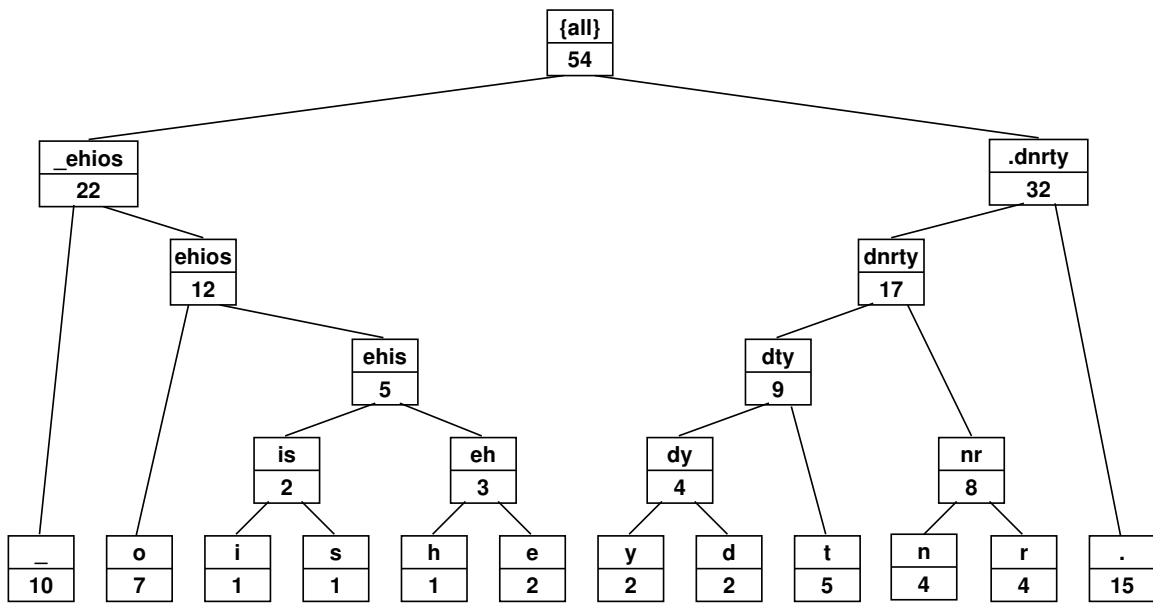 {all}
54
_ehios
22
.dnrty
32
ehios
12
dnrty
17
ehis
5
dty
9
is
2
eh
3
dy
4
nr
8
_
10
o
7
i
1
s
1
h
1
e
2
y
2
d
2
t
5
n
4
r
4
.
15